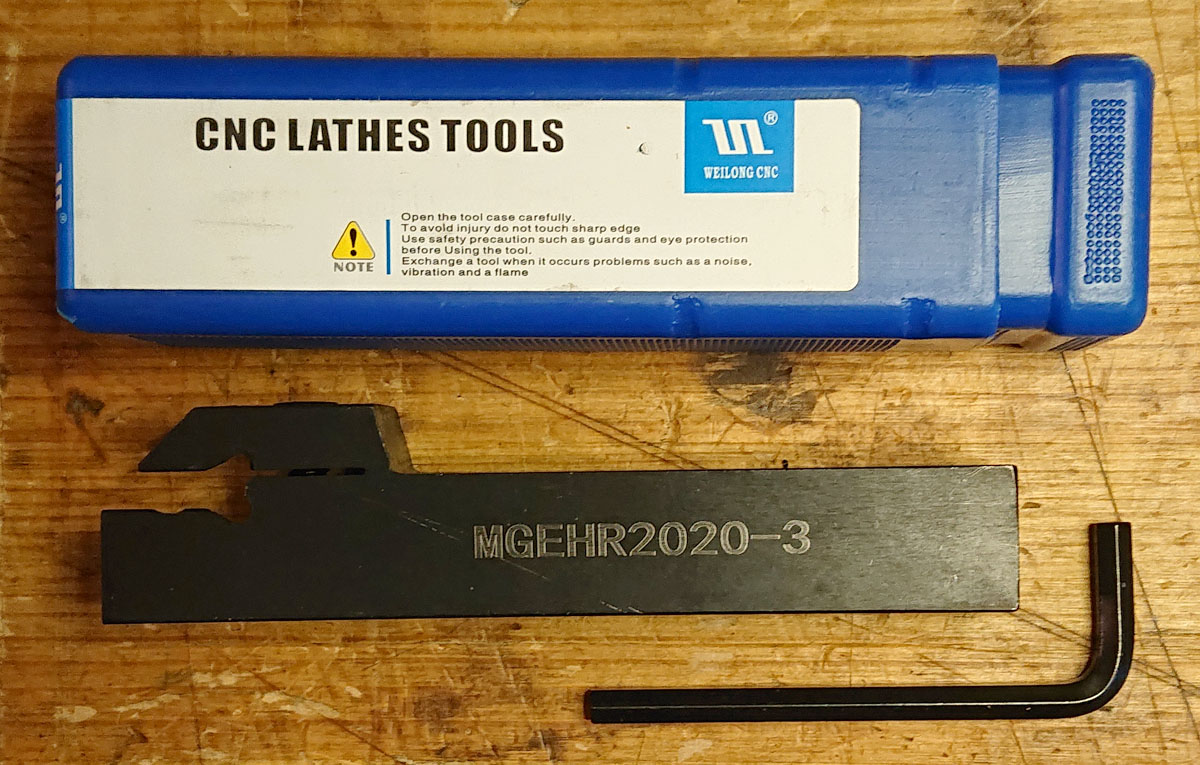 CNC LATHES TOOLS
®
WEILONG CNC
NOTE
Open the tool case carefully.
To avoid injury do not touch sharp edge
Use safety precaution such as guards and eye protection
before Using the tool.
Exchange a tool when it occurs problems such as a noise,
vibration and a flame
®
MGEHR2020-3